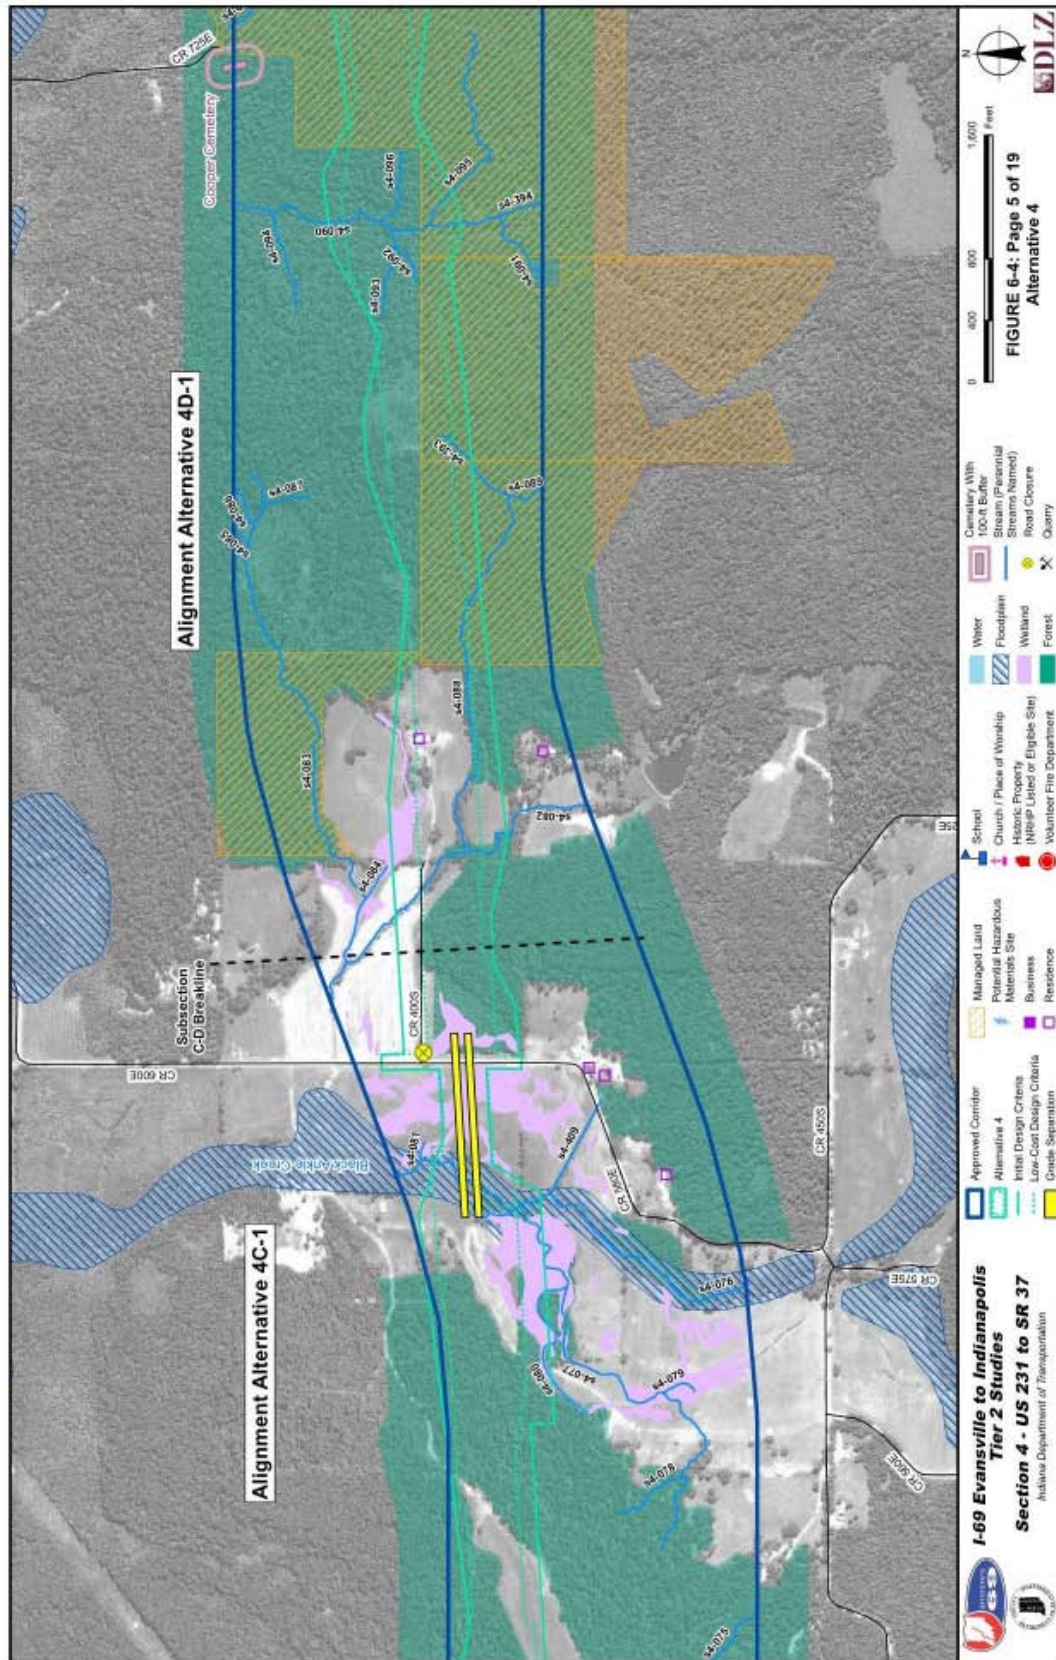 Alignment Alternative 4C-1
Alignment Alternative 4D-1
Subsection
C-D Breakline
Cooper Cemetery
CR 725E
CR 600E
CR 400S
CR 580E
CR 450S
CR 575E
CR 560E
25E
Black Ankle Creek
s4-075
s4-076
s4-077
s4-078
s4-079
s4-080
s4-081
s4-082
s4-083
s4-084
s4-085
s4-086
s4-087
s4-088
s4-089
s4-090
s4-091
s4-092
s4-093
s4-094
s4-095
s4-096
s4-393
s4-394
s4-409
I-69 Evansville to Indianapolis
Tier 2 Studies
Section 4 - US 231 to SR 37
Indiana Department of Transportation
Approved Corridor
Alternative 4
Initial Design Criteria
Low-Cost Design Criteria
Grade Separation
Managed Land
Potential Hazardous
Materials Site
Business
Residence
School
Church / Place of Worship
Historic Property
(NRHP Listed or Eligible Site)
Volunteer Fire Department
Water
Floodplain
Wetland
Forest
Cemetery With
100-ft Buffer
Stream (Perennial
Streams Named)
Road Closure
Quarry
0 400 800 1,600
Feet
FIGURE 6-4: Page 5 of 19
Alternative 4
N
DLZ